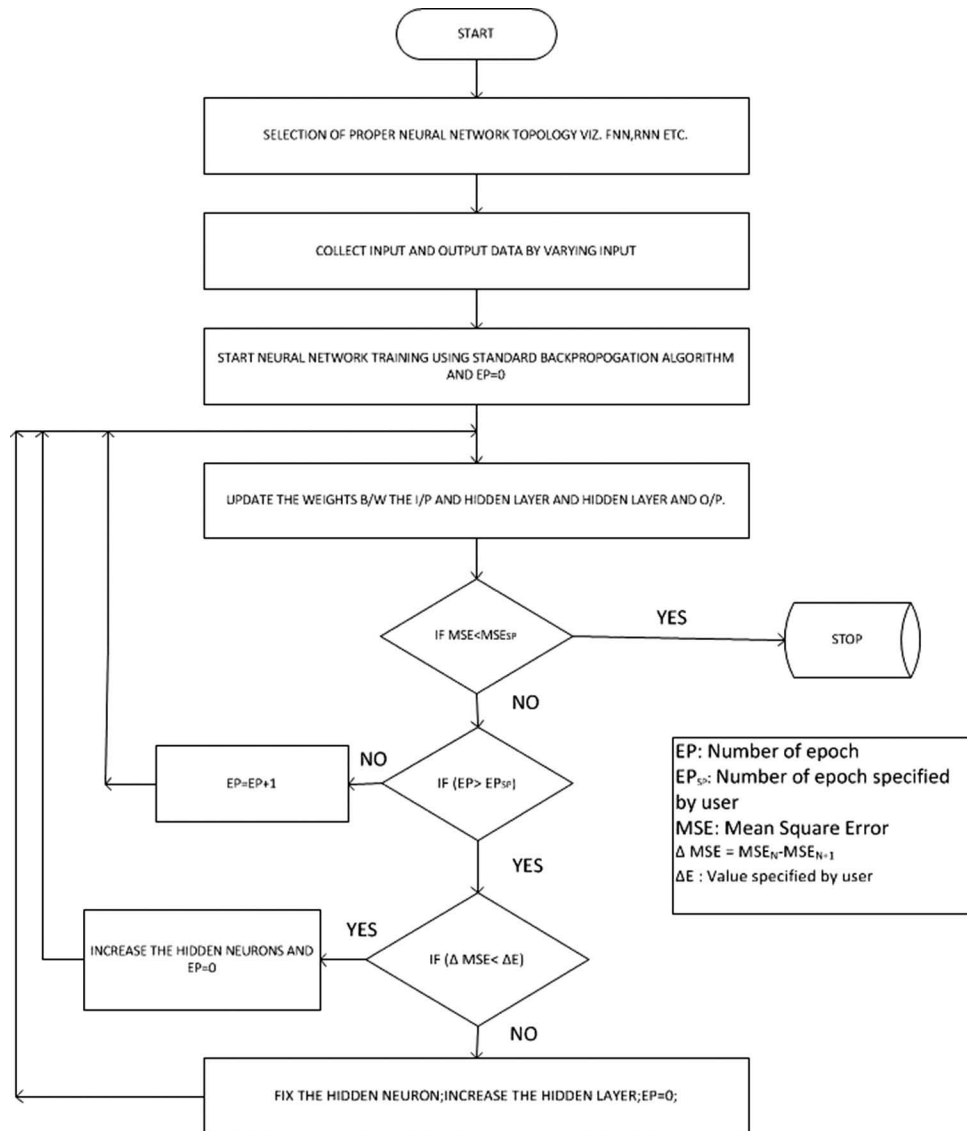 START
SELECTION OF PROPER NEURAL NETWORK TOPOLOGY VIZ. FNN,RNN ETC.
COLLECT INPUT AND OUTPUT DATA BY VARYING INPUT
START NEURAL NETWORK TRAINING USING STANDARD BACKPROPOGATION ALGORITHM
AND EP=0
UPDATE THE WEIGHTS B/W THE I/P AND HIDDEN LAYER AND HIDDEN LAYER AND O/P.
IF MSE<MSESP
YES
STOP
NO
IF (EP> EPSP)
NO
EP=EP+1
YES
IF (Δ MSE< ΔE)
YES
INCREASE THE HIDDEN NEURONS AND
EP=0
NO
FIX THE HIDDEN NEURON;INCREASE THE HIDDEN LAYER;EP=0;
EP: Number of epoch
EPSP: Number of epoch specified
by user
MSE: Mean Square Error
Δ MSE = MSEN-MSEN+1
ΔE : Value specified by user